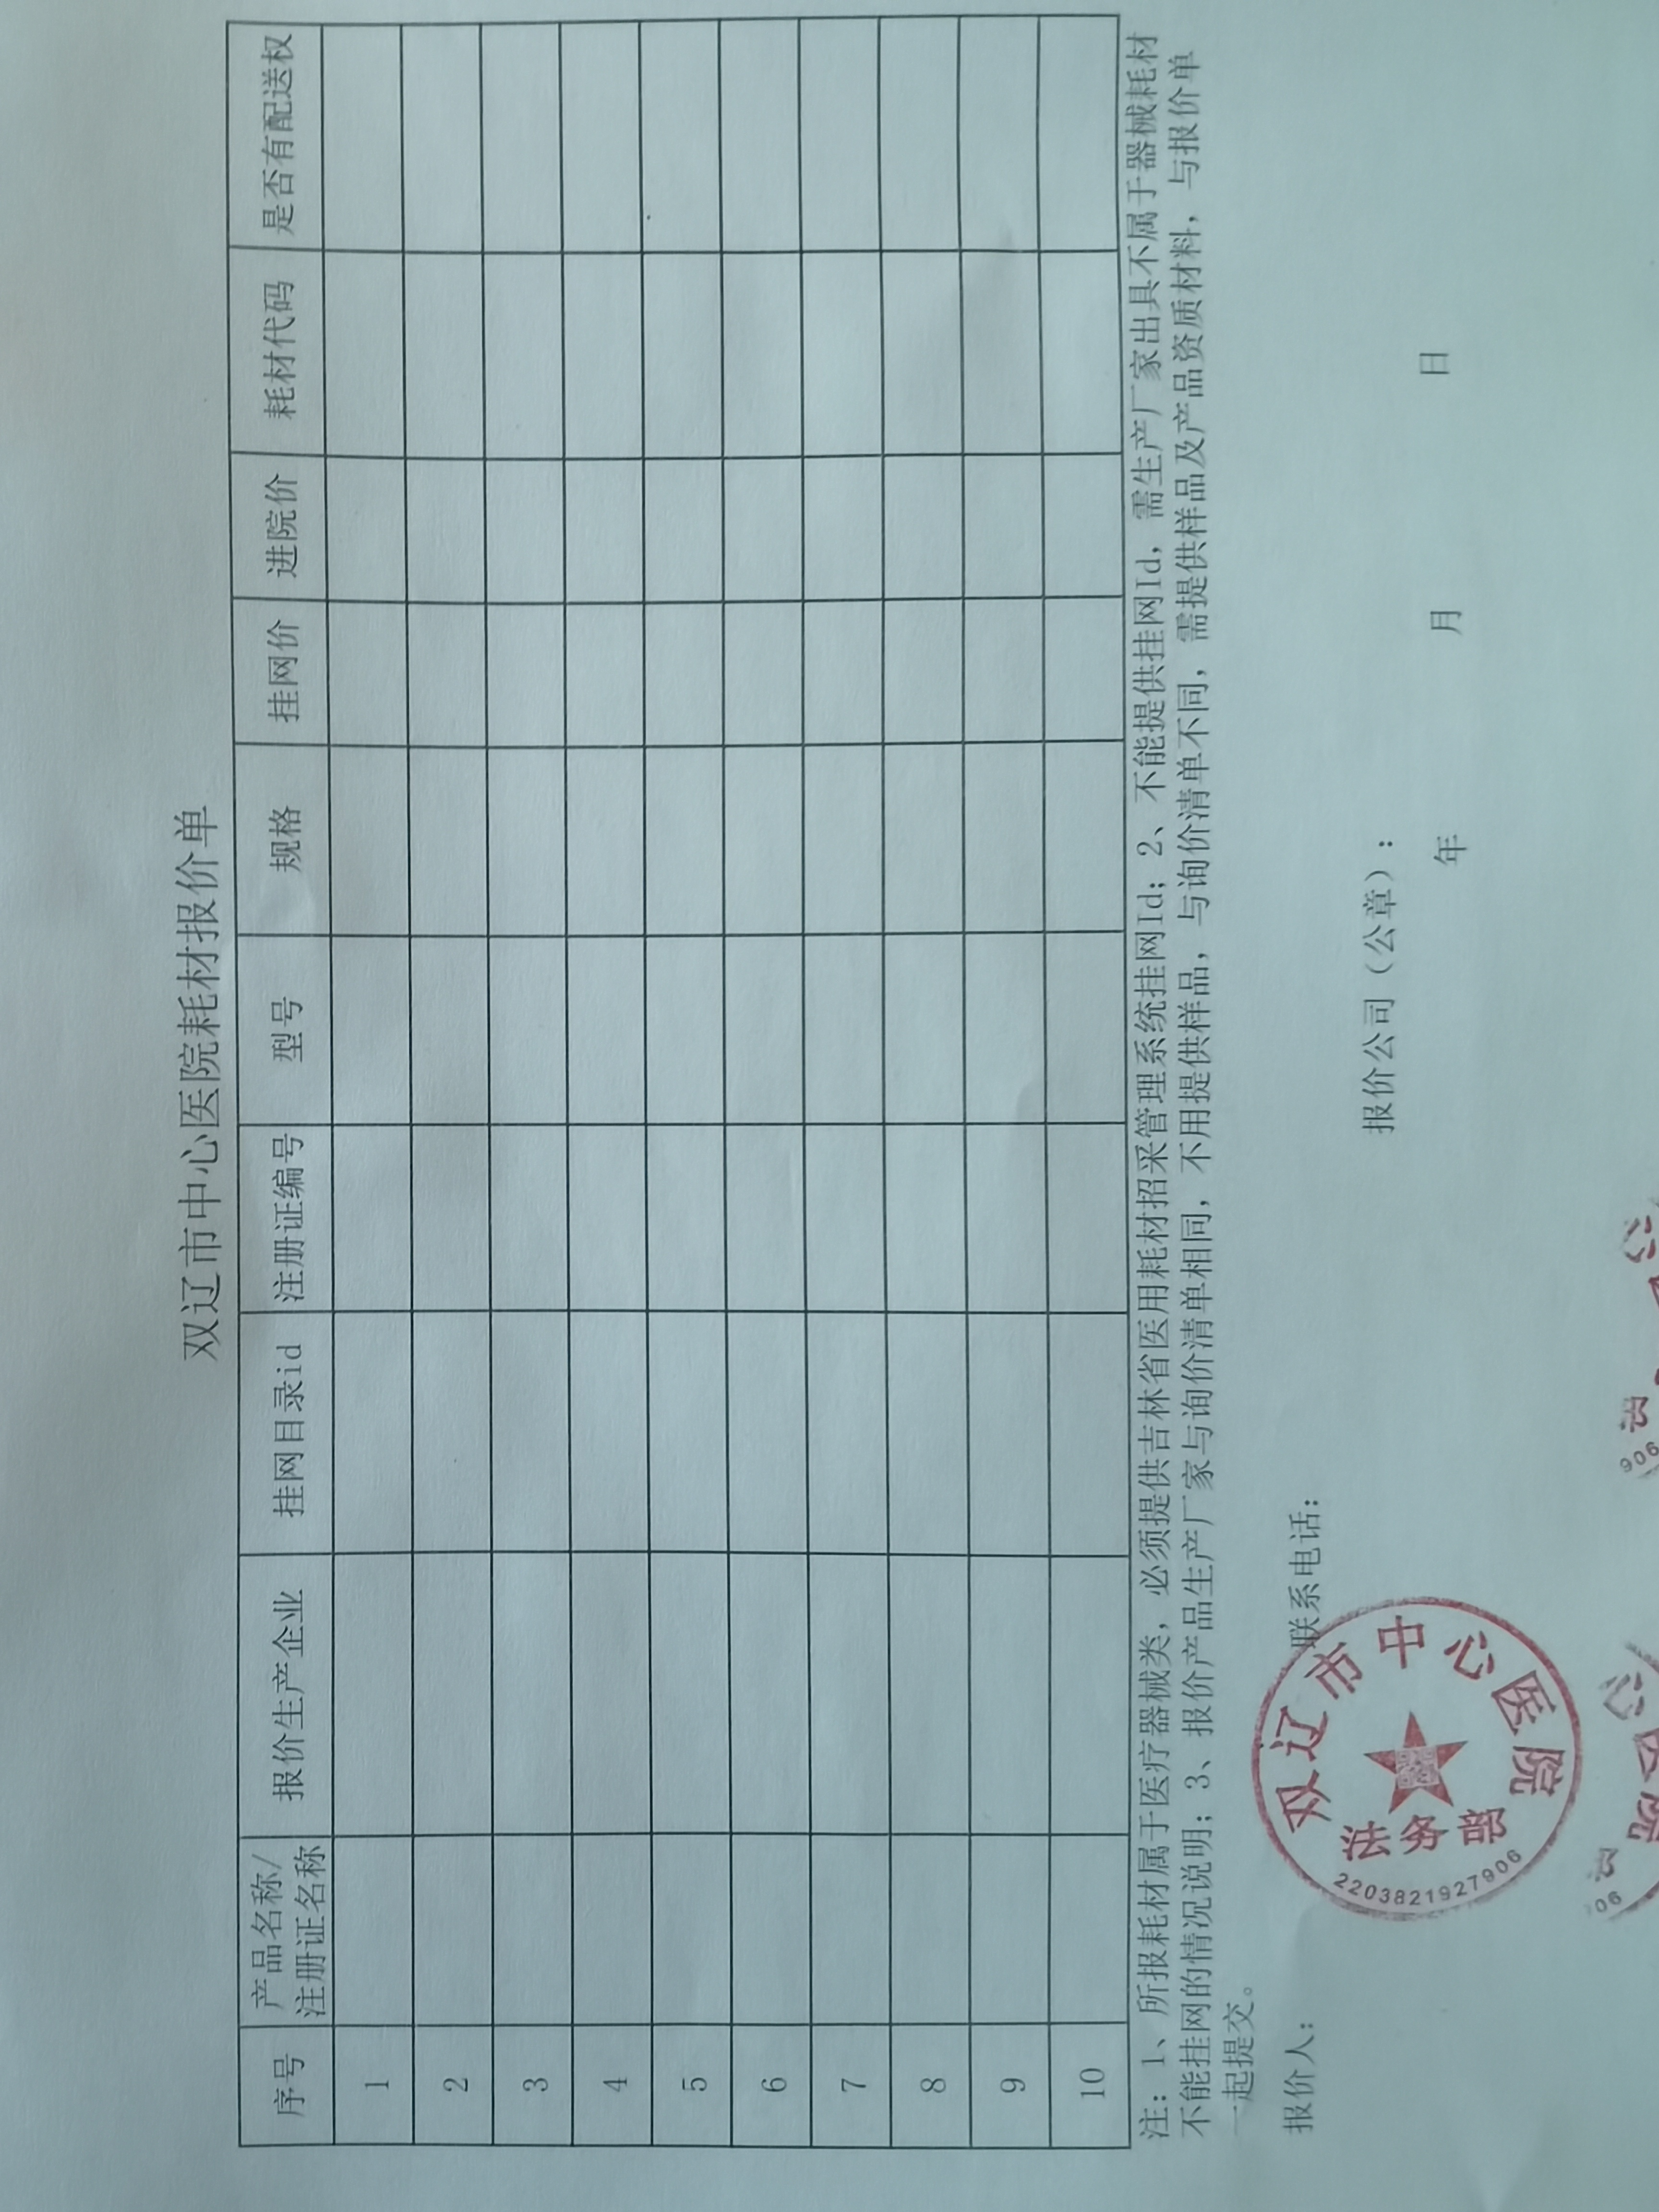 双辽市中心医院耗材报价单
序号 产品名称/注册证名称 报价生产企业 挂网目录id 注册证编号 型号 规格 挂网价 进院价 耗材代码 是否有配送权
1
2
3
4
5
6
7
8
9
10
注：1、所报耗材属于医疗器械类，必须提供吉林省医用耗材招采管理系统挂网Id；2、不能提供挂网Id，需生产厂家出具不属于器械耗材
不能挂网的情况说明；3、报价产品生产厂家与询价清单相同，不用提供样品，与询价清单不同，需提供样品及产品资质材料，与报价单
一起提交。
报价人： 联系电话：
报价公司（公章）：
年 月 日
双辽市中心医院
法务部
2203821927906
心
906
心医院
906